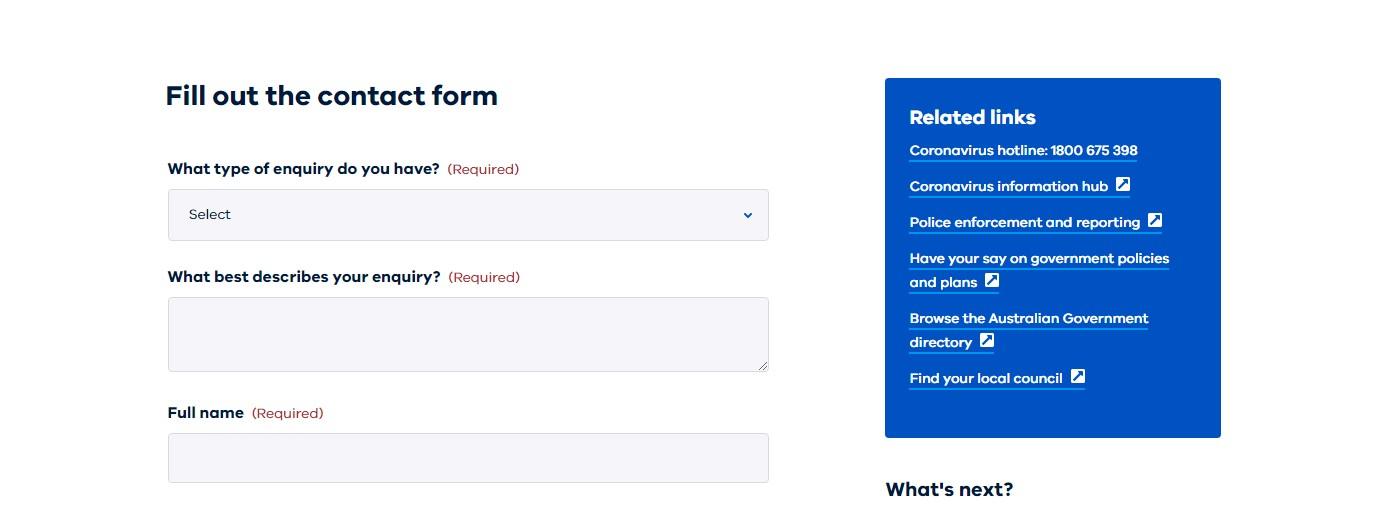 Fill out the contact form
What type of enquiry do you have? (Required)
Select
What best describes your enquiry? (Required)
Full name (Required)
Related links
Coronavirus hotline: 1800 675 398
Coronavirus information hub
Police enforcement and reporting
Have your say on government policies
and plans
Browse the Australian Government
directory
Find your local council
What's next?